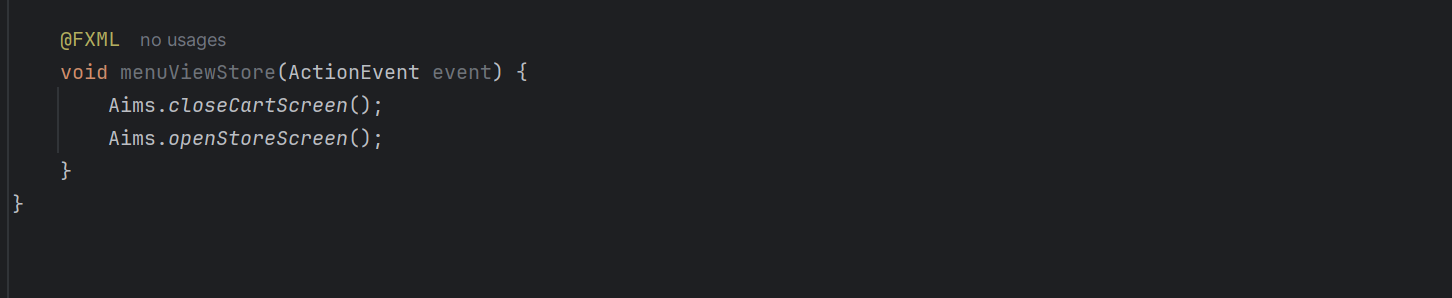 @FXML no usages
void menuViewStore(ActionEvent event) {
Aims.closeCartScreen();
Aims.openStoreScreen();
}
}